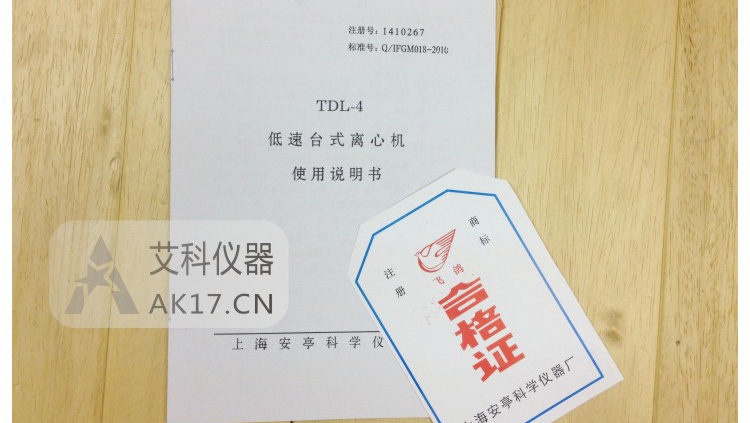 注册号: 1410267
标准号: Q/IFGM018-2010
TDL-4
低速台式离心机
使用说明书
上海安亭科学仪
注册
商标
飞鸽
合格证
上海安亭科学仪器厂
艾科仪器
AK17.CN